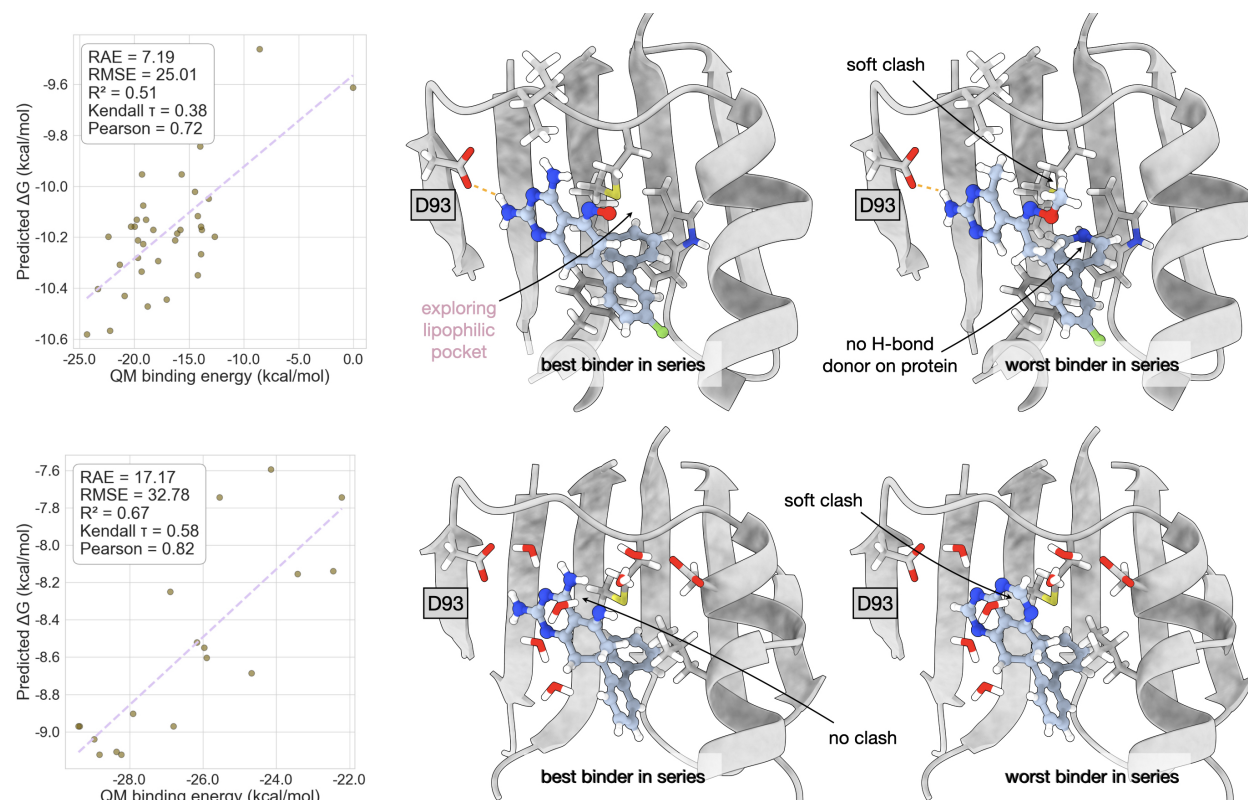 RAE = 7.19
RMSE = 25.01
R² = 0.51
Kendall τ = 0.38
Pearson = 0.72
Predicted ΔG (kcal/mol)
-9.6
-9.8
-10.0
-10.2
-10.4
-10.6
-25.0
-20.0
-15.0
-10.0
-5.0
0.0
QM binding energy (kcal/mol)
D93
exploring
lipophilic
pocket
best binder in series
soft clash
D93
no H-bond
donor on protein
worst binder in series
RAE = 17.17
RMSE = 32.78
R² = 0.67
Kendall τ = 0.58
Pearson = 0.82
Predicted ΔG (kcal/mol)
-7.6
-7.8
-8.0
-8.2
-8.4
-8.6
-8.8
-9.0
-28.0
-26.0
-24.0
-22.0
QM binding energy (kcal/mol)
D93
no clash
best binder in series
soft clash
D93
worst binder in series